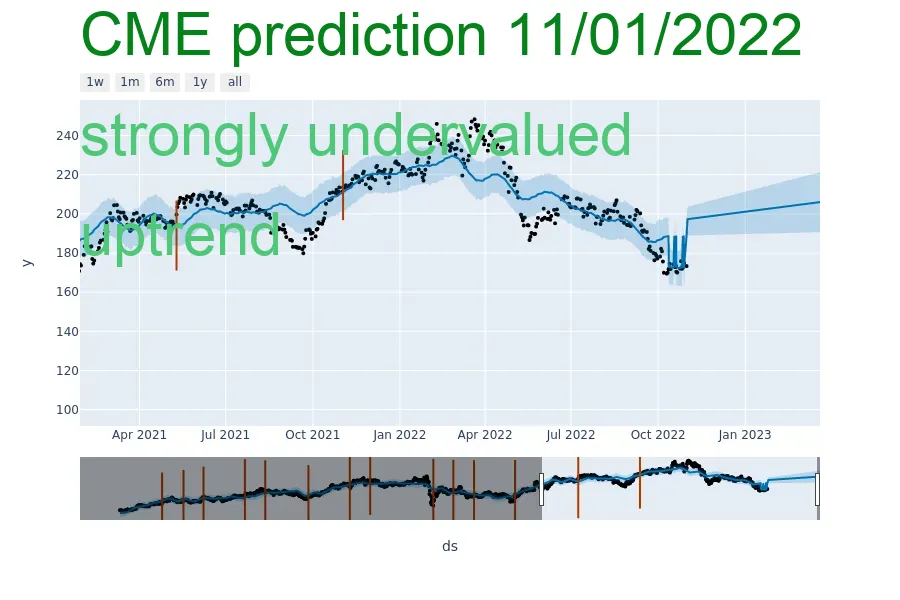 CME prediction 11/01/2022
1w 1m 6m 1y all
strongly undervalued
uptrend
240
220
200
180
160
140
120
100
y
Apr 2021 Jul 2021 Oct 2021 Jan 2022 Apr 2022 Jul 2022 Oct 2022 Jan 2023
ds